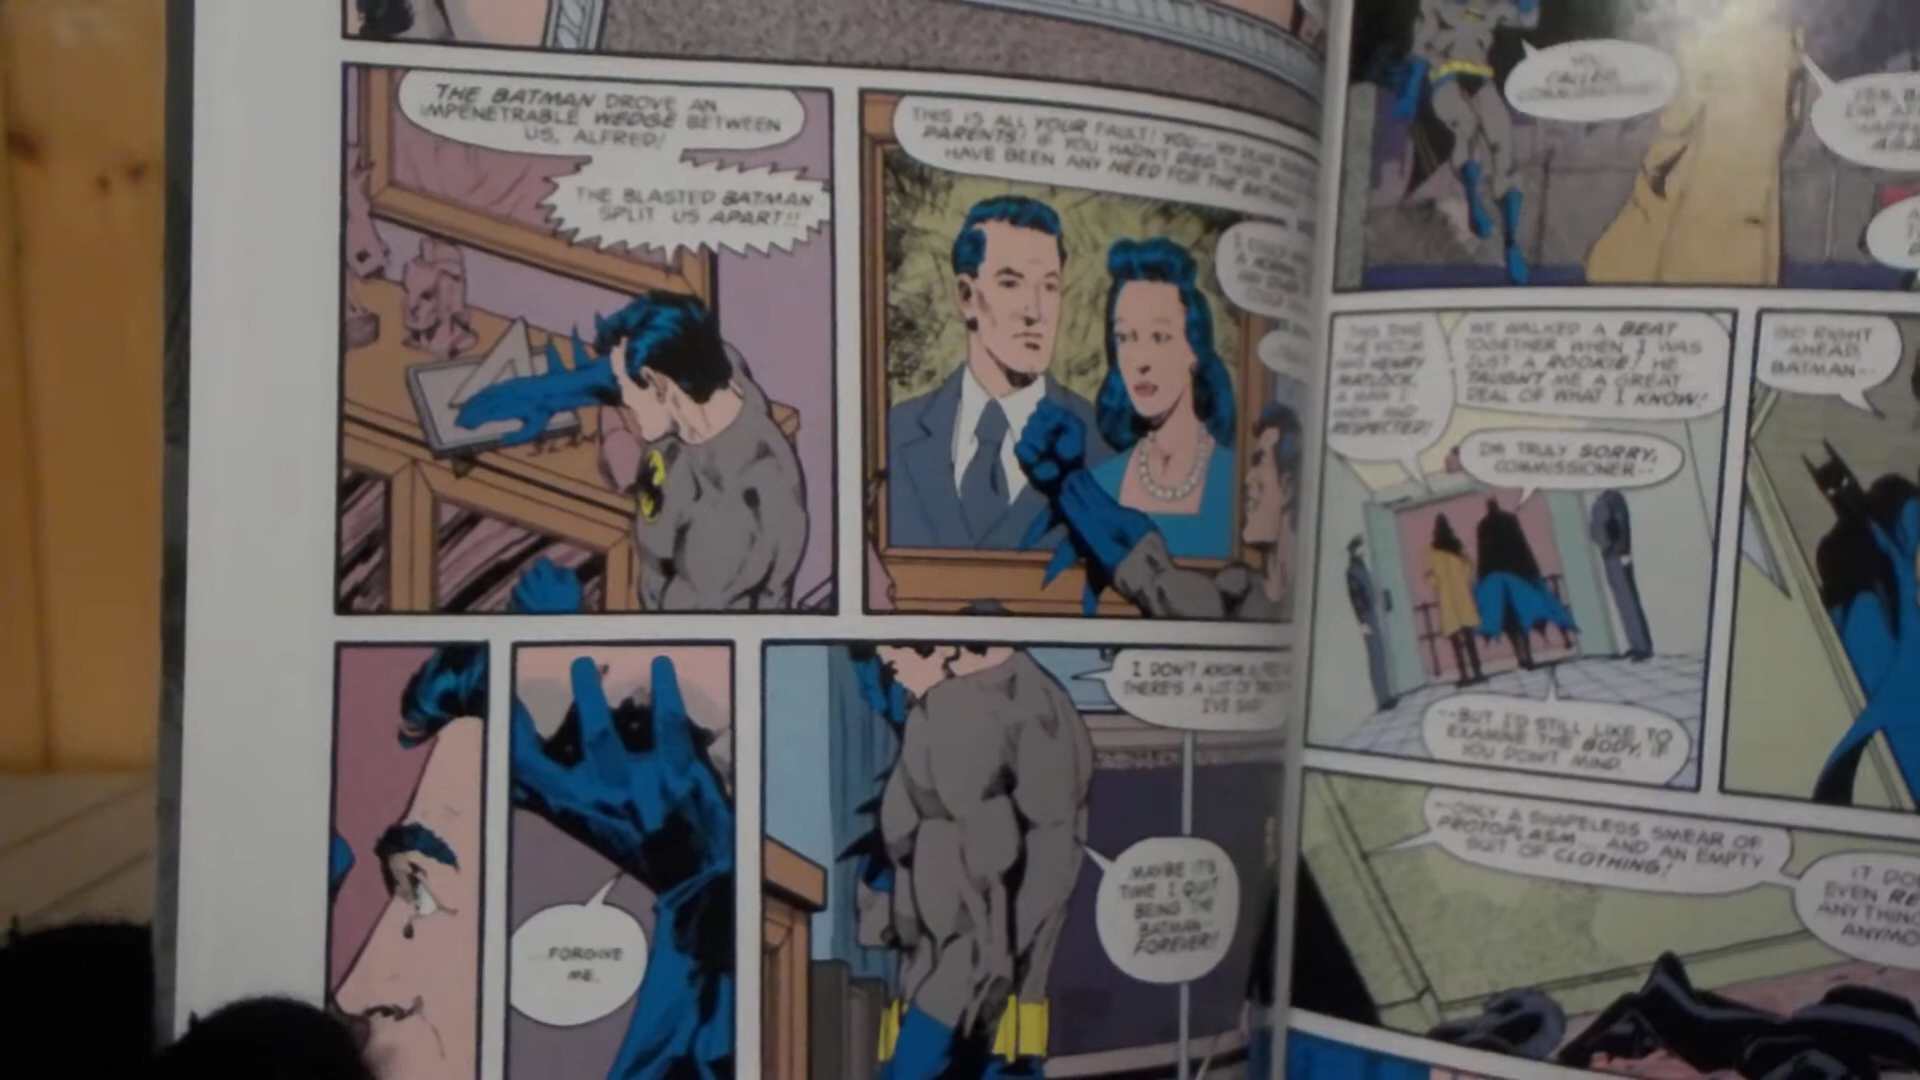 THE BATMAN DROVE AN
IMPENETRABLE WEDGE BETWEEN
US, ALFRED!
THE BLASTED BATMAN
SPLIT US APART!!
THIS IS ALL YOUR FAULT! YOU-- MY DEAR
PARENTS! IF YOU HADN'T DIED THERE
HAVE BEEN ANY NEED FOR THE
FORGIVE
ME.
I DON'T KNOW,
THERE'S A LOT OF
I'VE
MAYBE IT'S
TIME I QUIT
BEING THE
BATMAN--
FOREVER!!
YOU
CALLED,
COMMISSIONER?
THIS TIME
THE VICTIM
WAS HENRY
MATLOCK,
A MAN I
KNEW AND
RESPECTED!
WE WALKED A BEAT
TOGETHER WHEN I WAS
JUST A ROOKIE! HE
TAUGHT ME A GREAT
DEAL OF WHAT I KNOW!
I'M TRULY SORRY,
COMMISSIONER--
--BUT I'D STILL LIKE TO
EXAMINE THE BODY, IF
YOU DON'T MIND.
GO RIGHT
AHEAD,
BATMAN--
--ONLY A SHAPELESS SMEAR OF
PROTOPLASM-- AND AN EMPTY
SUIT OF CLOTHING!
EVEN